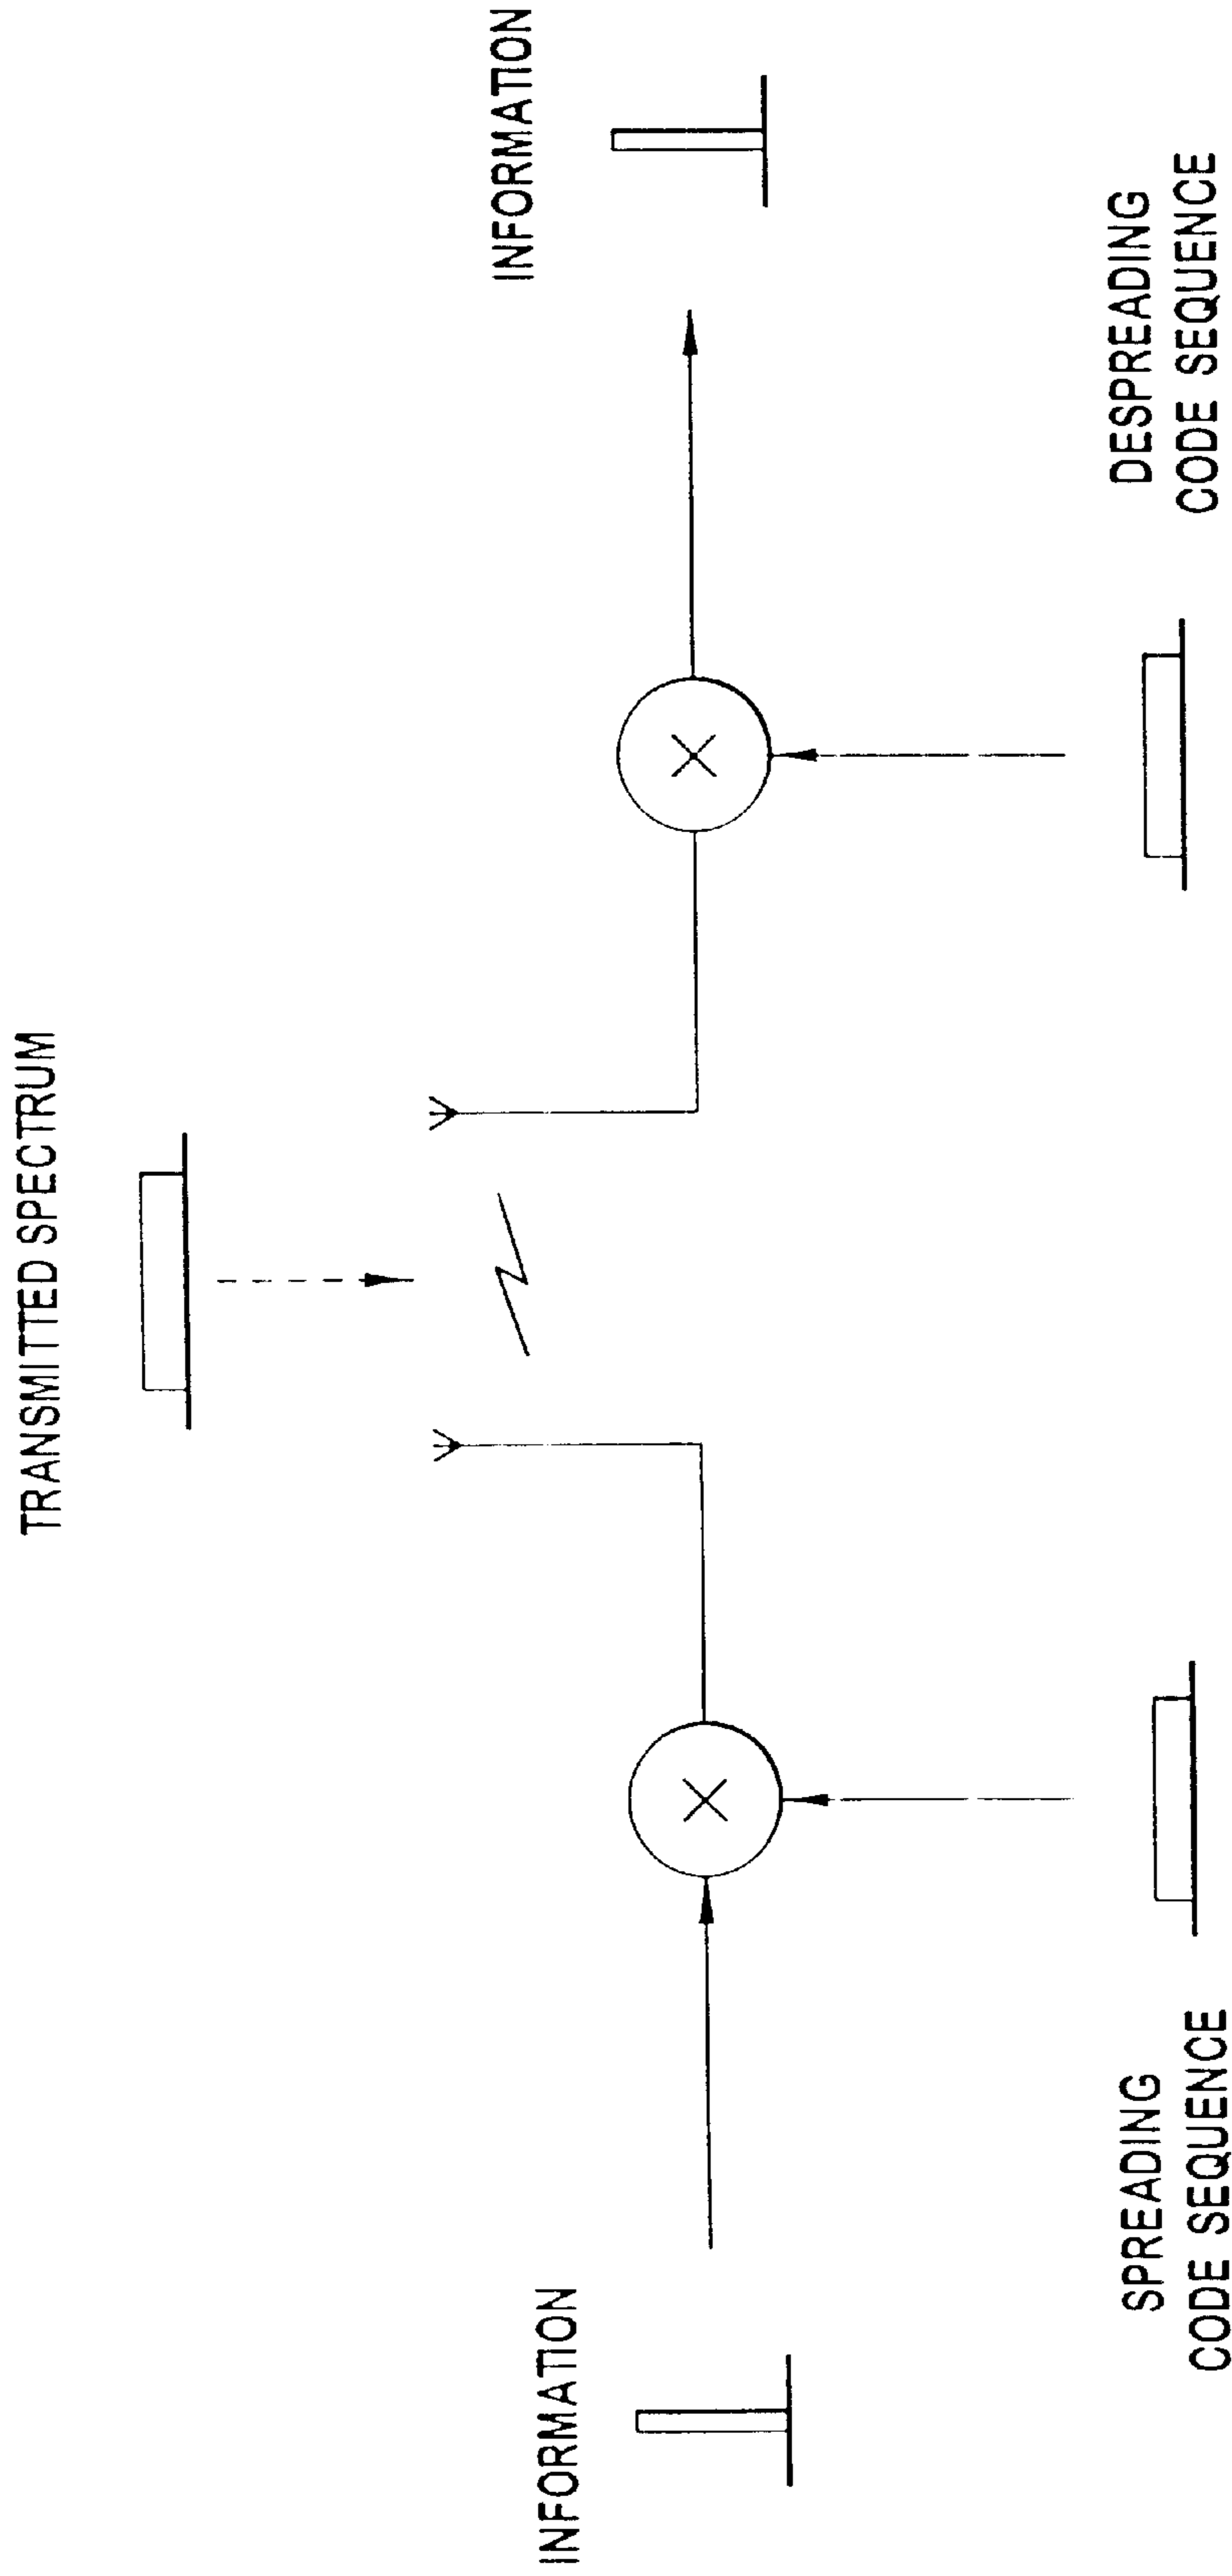 TRANSMITTED SPECTRUM
INFORMATION
INFORMATION
SPREADING
CODE SEQUENCE
DESPREADING
CODE SEQUENCE